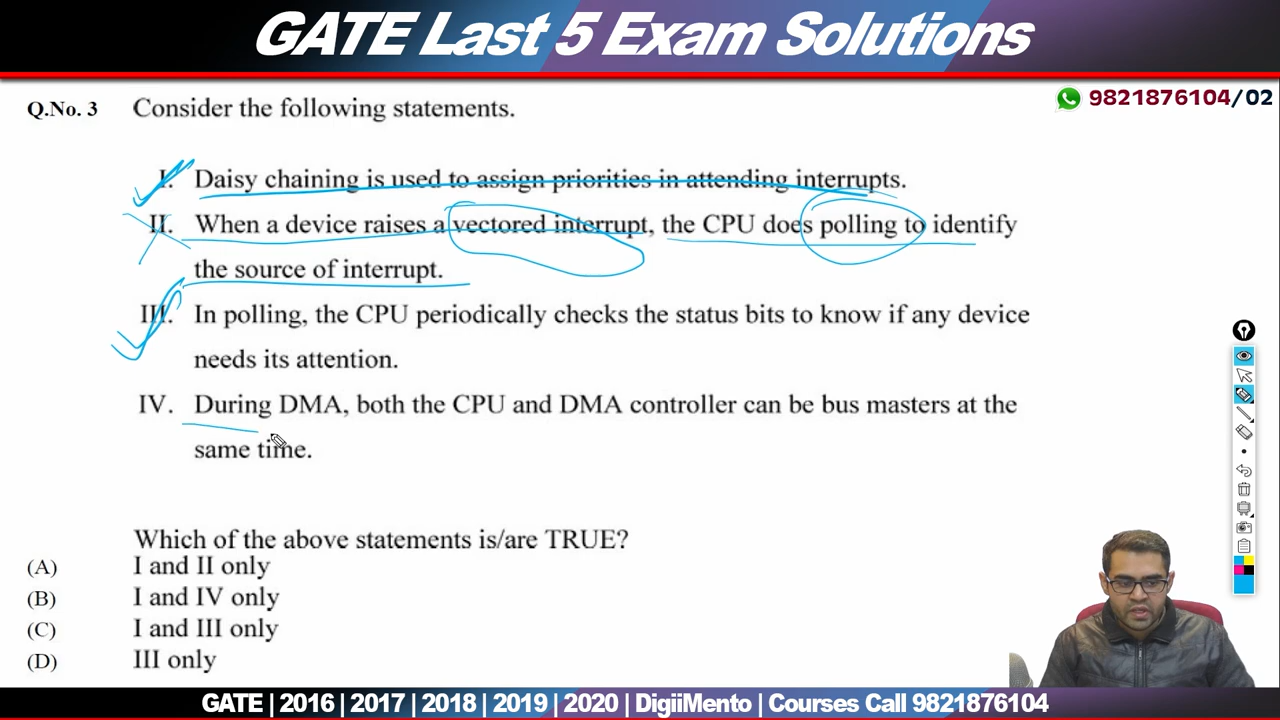 GATE Last 5 Exam Solutions
9821876104/02
Q.No. 3 Consider the following statements.
I. Daisy chaining is used to assign priorities in attending interrupts.
II. When a device raises a vectored interrupt, the CPU does polling to identify
the source of interrupt.
III. In polling, the CPU periodically checks the status bits to know if any device
needs its attention.
IV. During DMA, both the CPU and DMA controller can be bus masters at the
same time.
Which of the above statements is/are TRUE?
(A) I and II only
(B) I and IV only
(C) I and III only
(D) III only
GATE | 2016 | 2017 | 2018 | 2019 | 2020 | DigiiMento | Courses Call 9821876104